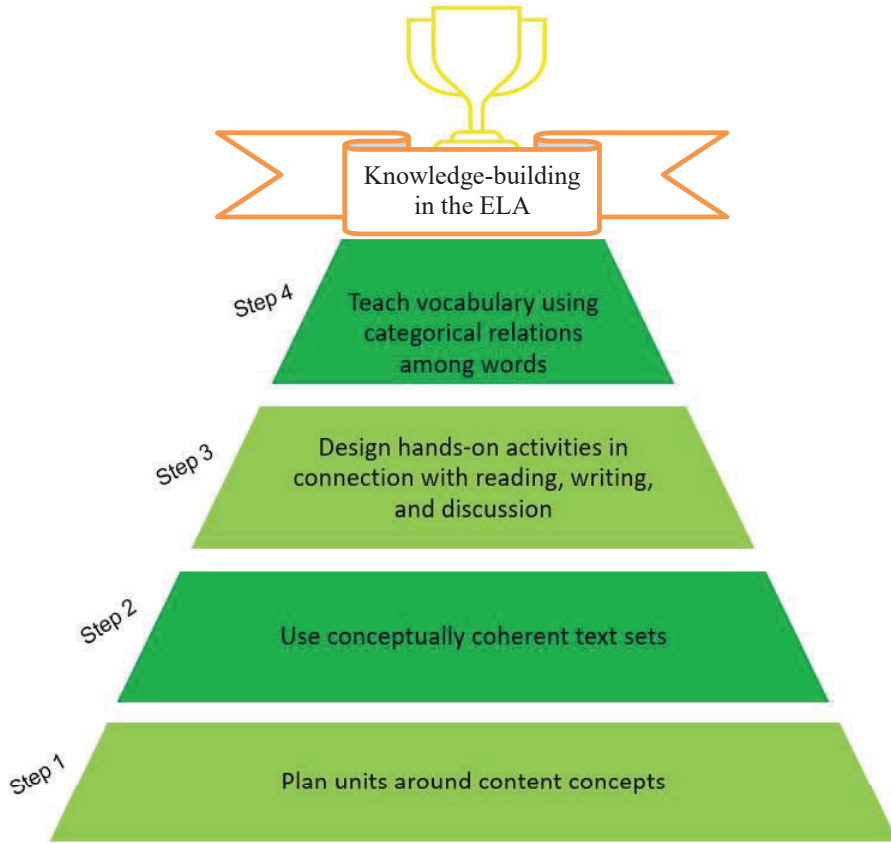 Knowledge-building
in the ELA
Step 4
Teach vocabulary using
categorical relations
among words
Step 3
Design hands-on activities in
connection with reading, writing,
and discussion
Step 2
Use conceptually coherent text sets
Step 1
Plan units around content concepts